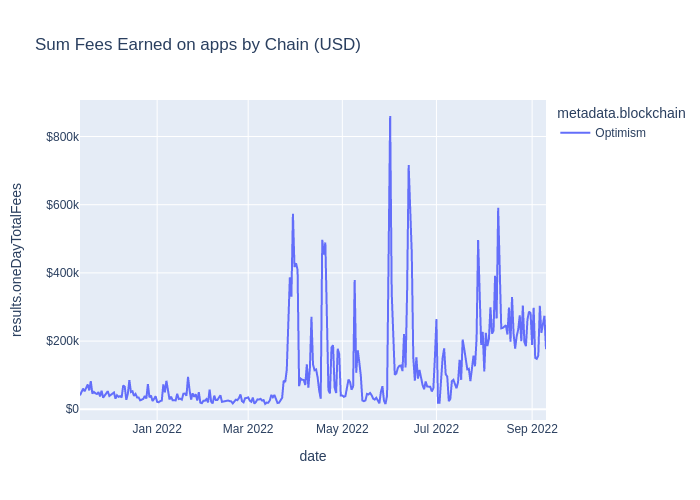 Sum Fees Earned on apps by Chain (USD)
metadata.blockchain
Optimism
results.oneDayTotalFees
$800k
$600k
$400k
$200k
$0
Jan 2022
Mar 2022
May 2022
Jul 2022
Sep 2022
date